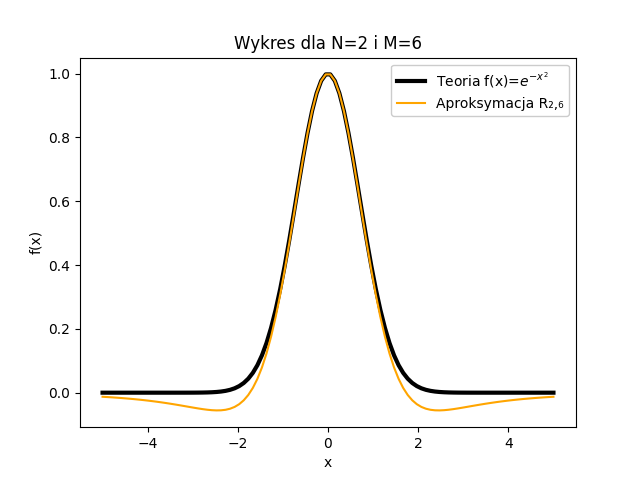 Wykres dla N=2 i M=6
Teoria f(x)=$e^{-x^2}$
Aproksymacja R₂,₆
f(x)
1.0
0.8
0.6
0.4
0.2
0.0
−4 −2 0 2 4
x